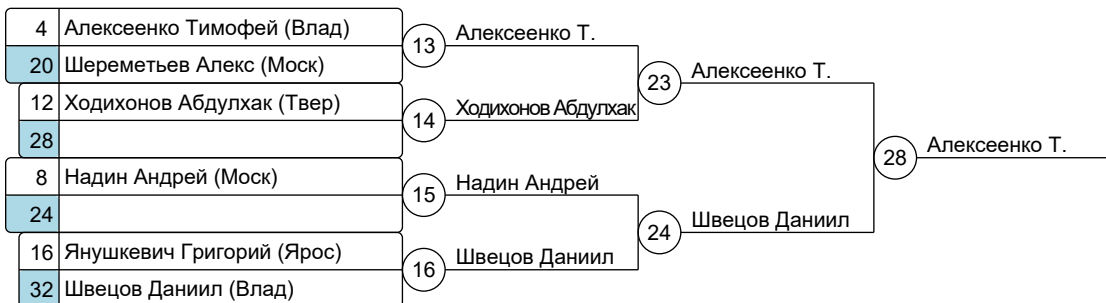 4 Алексеенко Тимофей (Влад)
20 Шереметьев Алекс (Моск)
12 Ходихонов Абдулхак (Твер)
28
8 Надин Андрей (Моск)
24
16 Янушкевич Григорий (Ярос)
32 Швецов Даниил (Влад)
13 Алексеенко Т.
14 Ходихонов Абдулхак
15 Надин Андрей
16 Швецов Даниил
23 Алексеенко Т.
24 Швецов Даниил
28 Алексеенко Т.